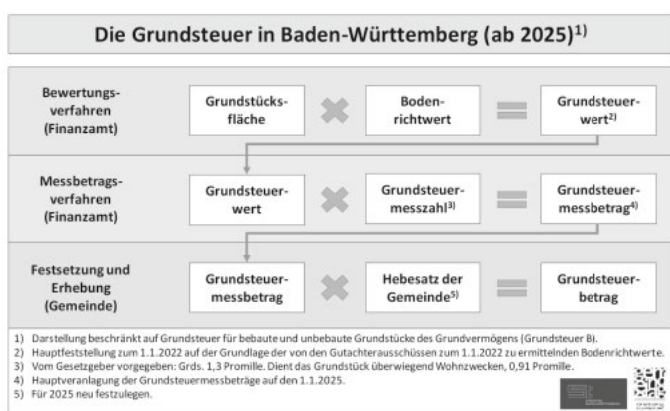 Die Grundsteuer in Baden-Württemberg (ab 2025)1)
Bewertungs-
verfahren
(Finanzamt)
Grundstücks-
fläche
Boden-
richtwert
Grundsteuer-
wert2)
Messbetrags-
verfahren
(Finanzamt)
Grundsteuer-
wert
Grundsteuer-
messzahl3)
Grundsteuer-
messbetrag4)
Festsetzung und
Erhebung
(Gemeinde)
Grundsteuer-
messbetrag
Hebesatz der
Gemeinde5)
Grundsteuer-
betrag
1) Darstellung beschränkt auf Grundsteuer für bebaute und unbebaute Grundstücke des Grundvermögens (Grundsteuer B).
2) Hauptfeststellung zum 1.1.2022 auf der Grundlage der von den Gutachterausschüssen zum 1.1.2022 zu ermittelnden Bodenrichtwerte.
3) Vom Gesetzgeber vorgegeben: Grds. 1,3 Promille. Dient das Grundstück überwiegend Wohnzwecken, 0,91 Promille.
4) Hauptveranlagung der Grundsteuermessbeträge auf den 1.1.2025.
5) Für 2025 neu festzulegen.